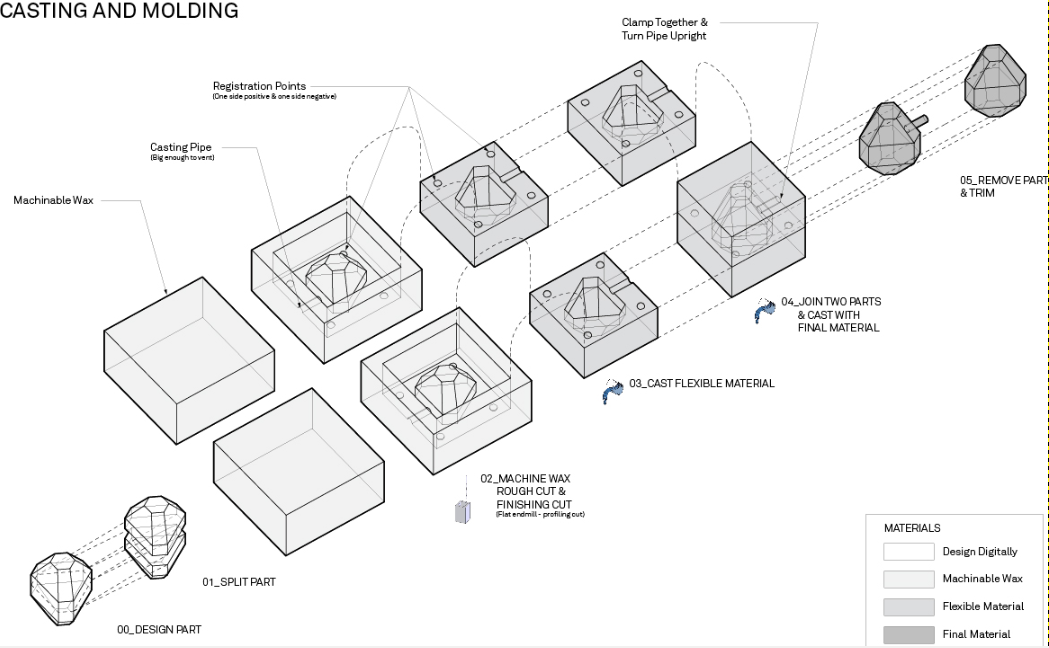 CASTING AND MOLDING
Clamp Together &
Turn Pipe Upright
Registration Points
(One side positive & one side negative)
Casting Pipe
(Big enough to vent)
Machinable Wax
05_REMOVE PART
& TRIM
04_JOIN TWO PARTS
& CAST WITH
FINAL MATERIAL
03_CAST FLEXIBLE MATERIAL
02_MACHINE WAX
ROUGH CUT &
FINISHING CUT
(Flat endmill - profiling cut)
01_SPLIT PART
00_DESIGN PART
MATERIALS
Design Digitally
Machinable Wax
Flexible Material
Final Material